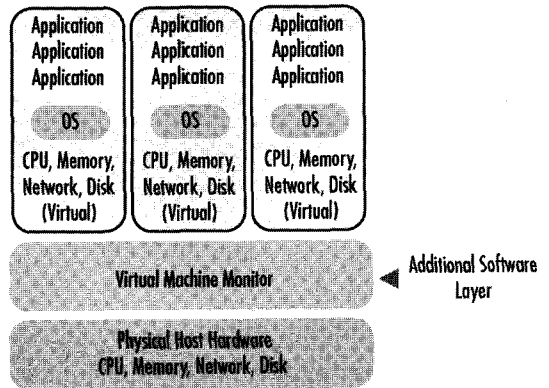 Application
Application
Application
OS
CPU, Memory,
Network, Disk
(Virtual)
Application
Application
Application
OS
CPU, Memory,
Network, Disk
(Virtual)
Application
Application
Application
OS
CPU, Memory,
Network, Disk
(Virtual)
Virtual Machine Monitor
Additional Software
Layer
Physical Host Hardware
CPU, Memory, Network, Disk